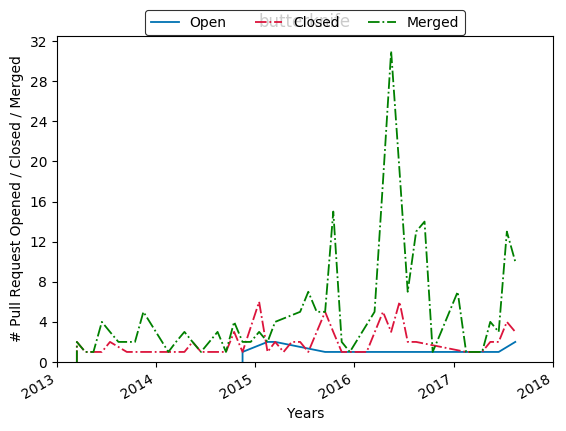 butterknife
Open Closed Merged
# Pull Request Opened / Closed / Merged
32
28
24
20
16
12
8
4
0
2013 2014 2015 2016 2017 2018
Years